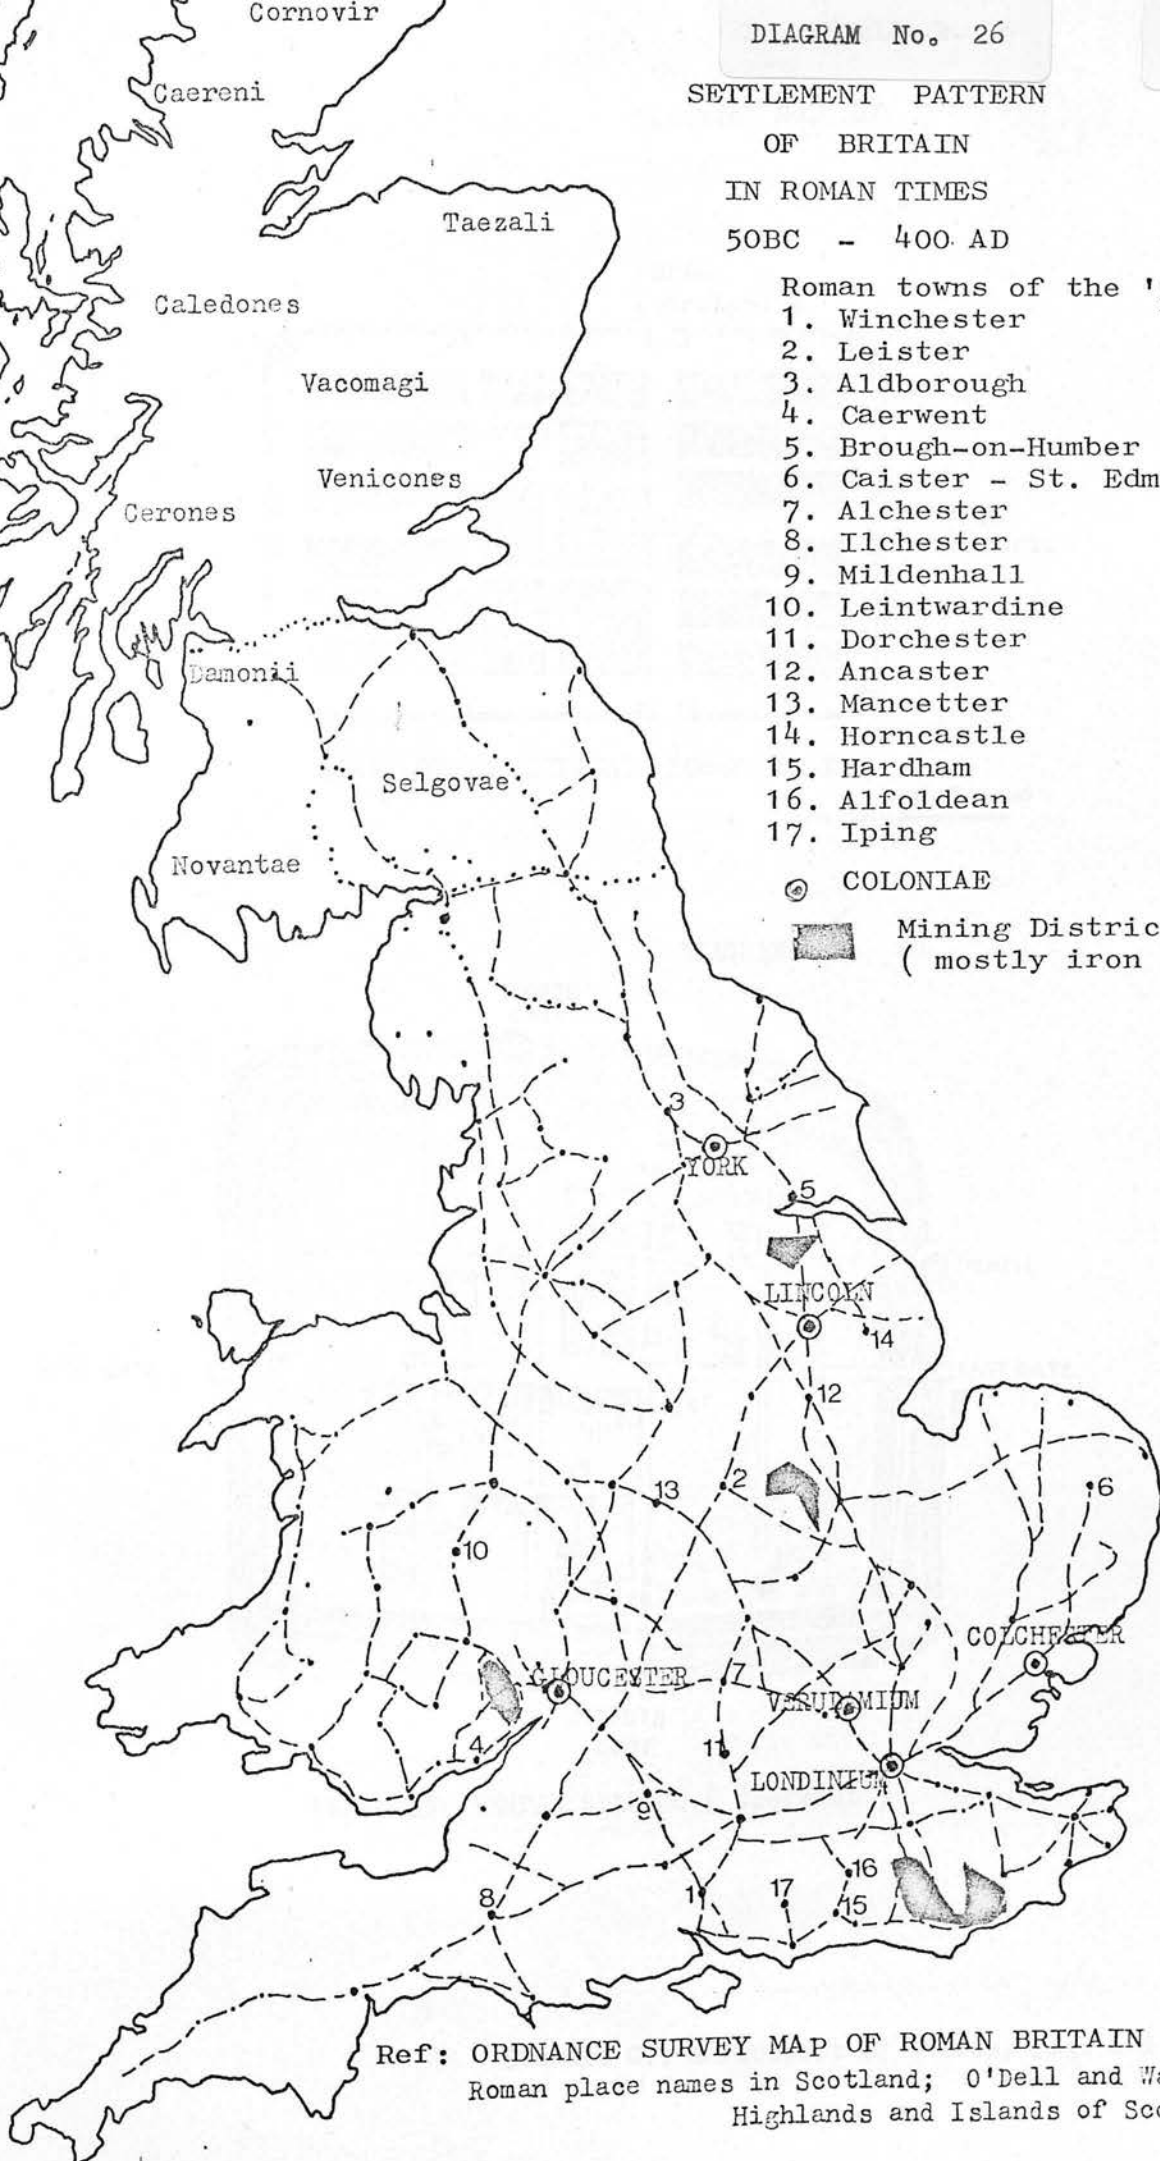 DIAGRAM No. 26
SETTLEMENT PATTERN
OF BRITAIN
IN ROMAN TIMES
50BC - 400 AD
Roman towns of the '
1. Winchester
2. Leister
3. Aldborough
4. Caerwent
5. Brough-on-Humber
6. Caister - St. Edm
7. Alchester
8. Ilchester
9. Mildenhall
10. Leintwardine
11. Dorchester
12. Ancaster
13. Mancetter
14. Horncastle
15. Hardham
16. Alfoldean
17. Iping
COLONIAE
Mining Distric
( mostly iron
Cornovir
Caereni
Taezali
Caledones
Vacomagi
Venicones
Cerones
Damonii
Selgovae
Novantae
3
YORK
5
LINCOLN
14
12
2
13
6
10
COLCHESTER
GLOUCESTER
7
VERULAMIUM
4
11
LONDINIUM
9
16
8
1
17
15
Ref: ORDNANCE SURVEY MAP OF ROMAN BRITAIN
Roman place names in Scotland; O'Dell and Wa
Highlands and Islands of Sco